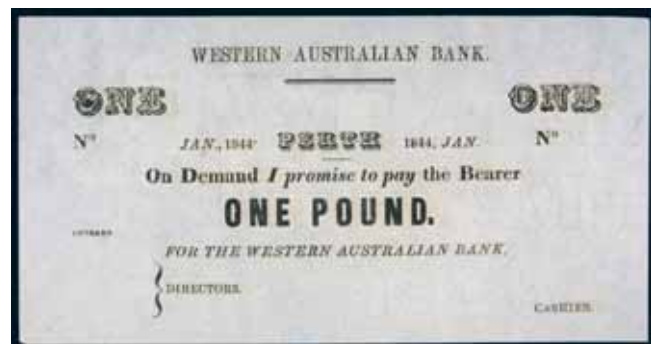 WESTERN AUSTRALIAN BANK.
ONE ONE
Nº JAN., 1844 PERTH 1844, JAN. Nº
On Demand I promise to pay the Bearer
ONE POUND.
FOR THE WESTERN AUSTRALIAN BANK,
DIRECTORS.
CASHIER.